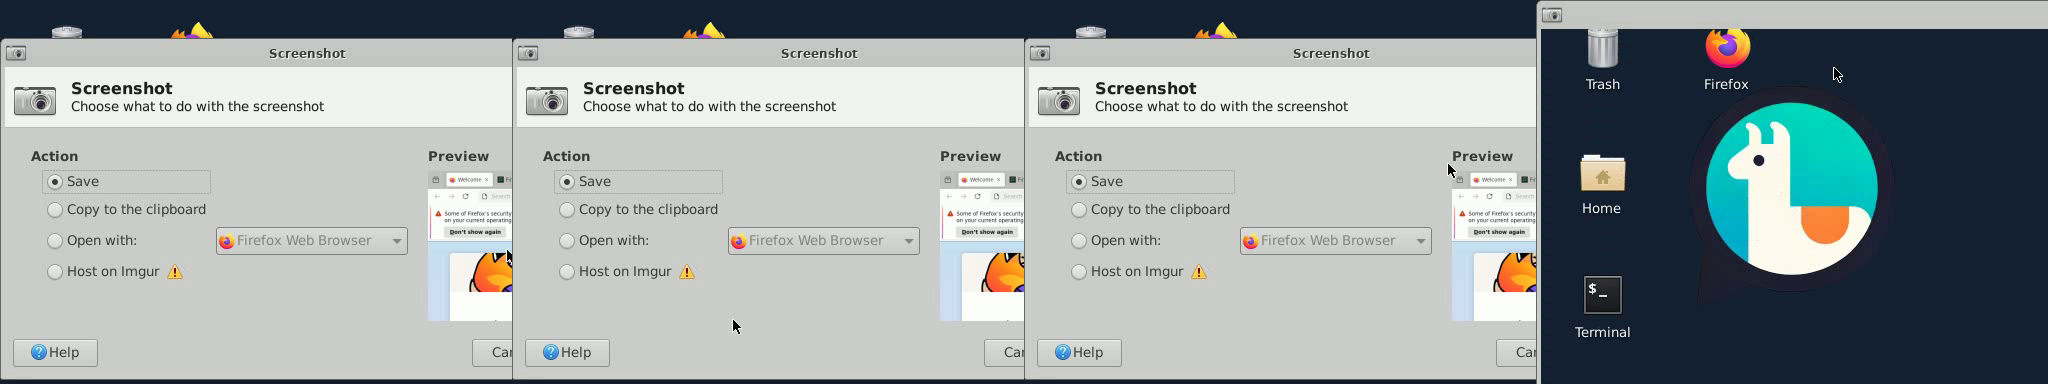 Screenshot
Screenshot
Choose what to do with the screenshot
Action
Preview
Save
Welcome
Copy to the clipboard
Some of Firefox's security
on your current operating
Don't show again
Open with:
Firefox Web Browser
Host on Imgur
Help
Screenshot
Screenshot
Choose what to do with the screenshot
Action
Preview
Save
Welcome
Search
Copy to the clipboard
Some of Firefox's security
on your current operating
Don't show again
Open with:
Firefox Web Browser
Host on Imgur
Help
Screenshot
Screenshot
Choose what to do with the screenshot
Action
Preview
Save
Welcome
Search
Copy to the clipboard
Some of Firefox's security
on your current operating
Don't show again
Open with:
Firefox Web Browser
Host on Imgur
Help
Trash
Firefox
Home
$_
Terminal